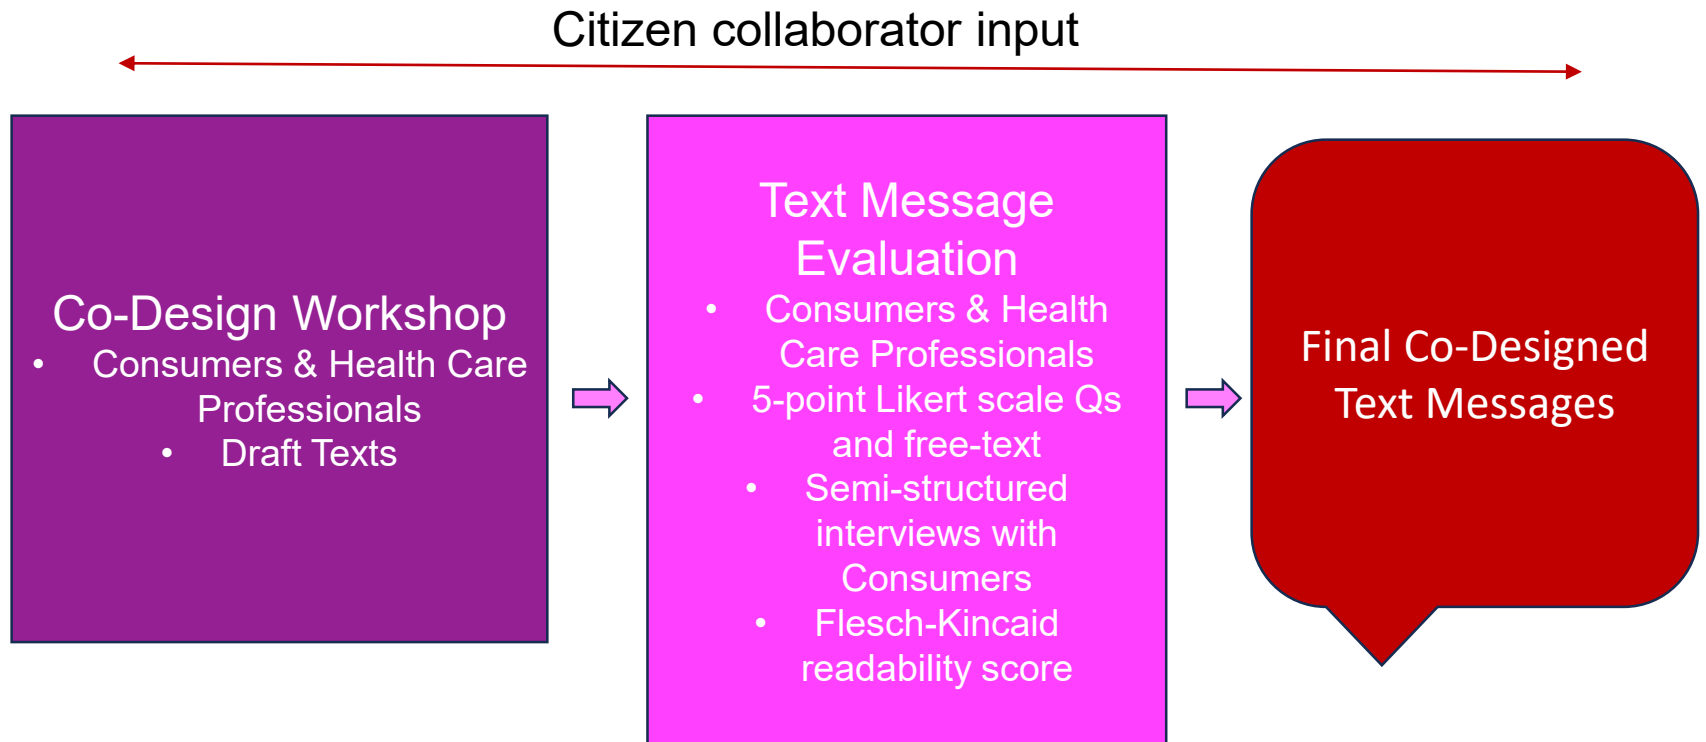 Citizen collaborator input
Co-Design Workshop
• Consumers & Health Care
Professionals
• Draft Texts
Text Message
Evaluation
• Consumers & Health
Care Professionals
• 5-point Likert scale Qs
and free-text
• Semi-structured
interviews with
Consumers
• Flesch-Kincaid
readability score
Final Co-Designed
Text Messages